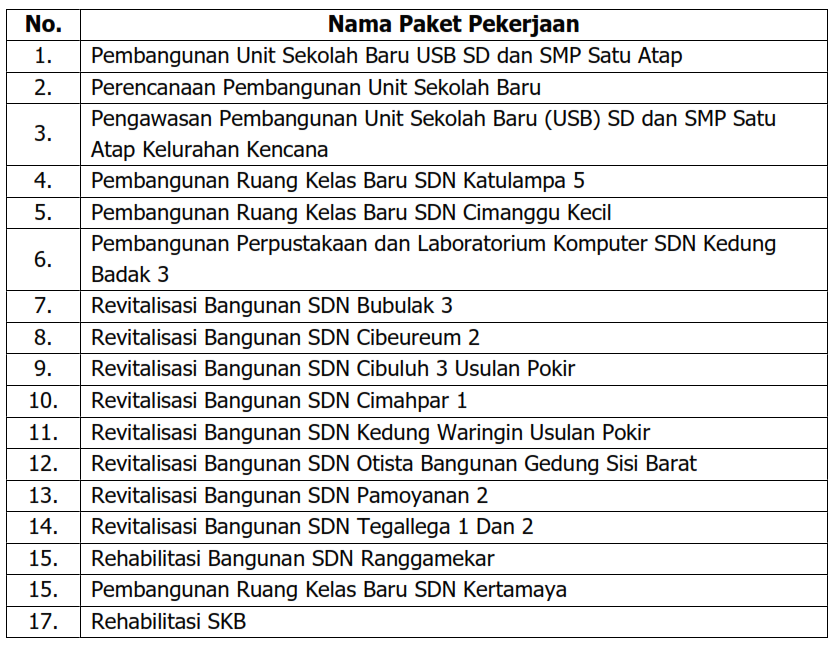 No. Nama Paket Pekerjaan
1. Pembangunan Unit Sekolah Baru USB SD dan SMP Satu Atap
2. Perencanaan Pembangunan Unit Sekolah Baru
3. Pengawasan Pembangunan Unit Sekolah Baru (USB) SD dan SMP Satu
Atap Kelurahan Kencana
4. Pembangunan Ruang Kelas Baru SDN Katulampa 5
5. Pembangunan Ruang Kelas Baru SDN Cimanggu Kecil
6. Pembangunan Perpustakaan dan Laboratorium Komputer SDN Kedung
Badak 3
7. Revitalisasi Bangunan SDN Bubulak 3
8. Revitalisasi Bangunan SDN Cibeureum 2
9. Revitalisasi Bangunan SDN Cibuluh 3 Usulan Pokir
10. Revitalisasi Bangunan SDN Cimahpar 1
11. Revitalisasi Bangunan SDN Kedung Waringin Usulan Pokir
12. Revitalisasi Bangunan SDN Otista Bangunan Gedung Sisi Barat
13. Revitalisasi Bangunan SDN Pamoyanan 2
14. Revitalisasi Bangunan SDN Tegallega 1 Dan 2
15. Rehabilitasi Bangunan SDN Ranggamekar
15. Pembangunan Ruang Kelas Baru SDN Kertamaya
17. Rehabilitasi SKB